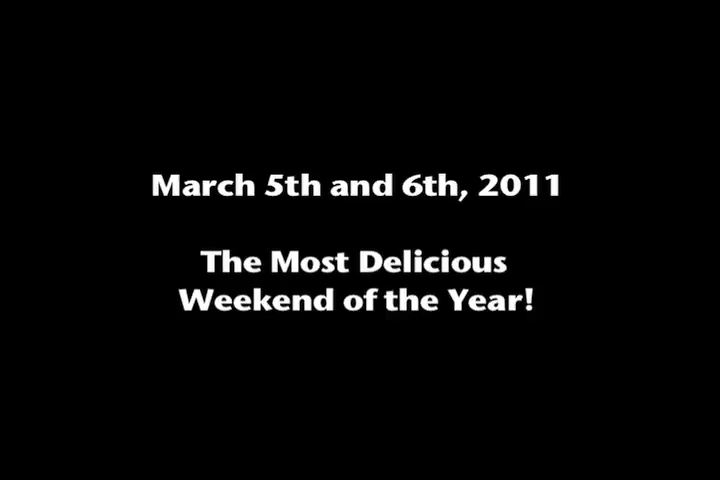 March 5th and 6th, 2011
The Most Delicious
Weekend of the Year!